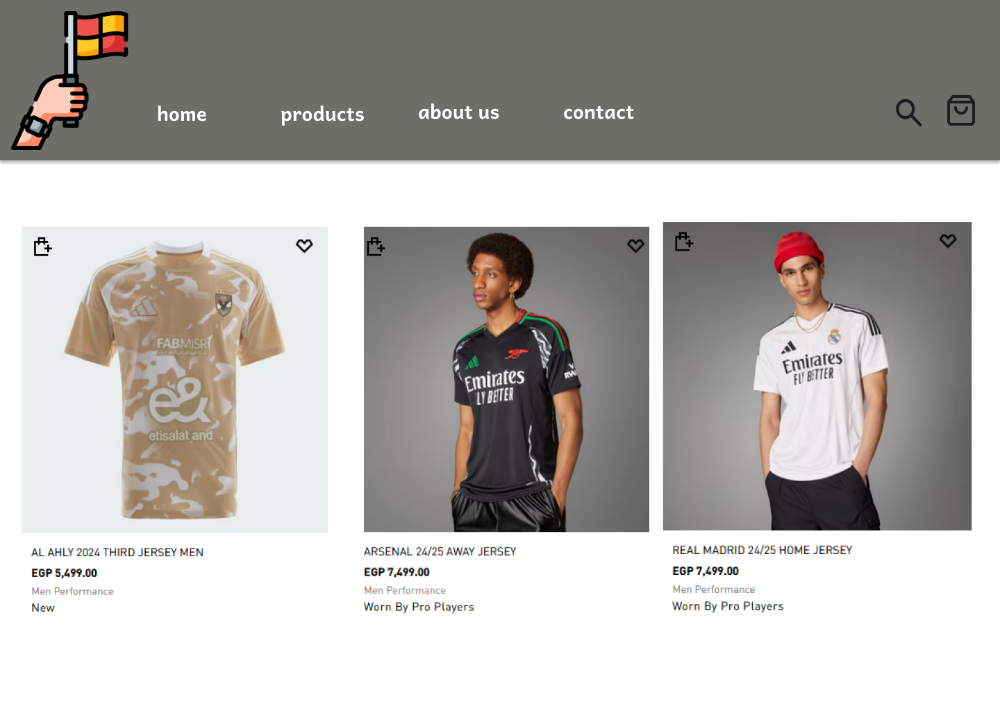 home
products
about us
contact
FABMISR
e&
etisalat and
Emirates
FLY BETTER
Emirates
FLY BETTER
AL AHLY 2024 THIRD JERSEY MEN
EGP 5,499.00
Men Performance
New
ARSENAL 24/25 AWAY JERSEY
EGP 7,499.00
Men Performance
Worn By Pro Players
REAL MADRID 24/25 HOME JERSEY
EGP 7,499.00
Men Performance
Worn By Pro Players